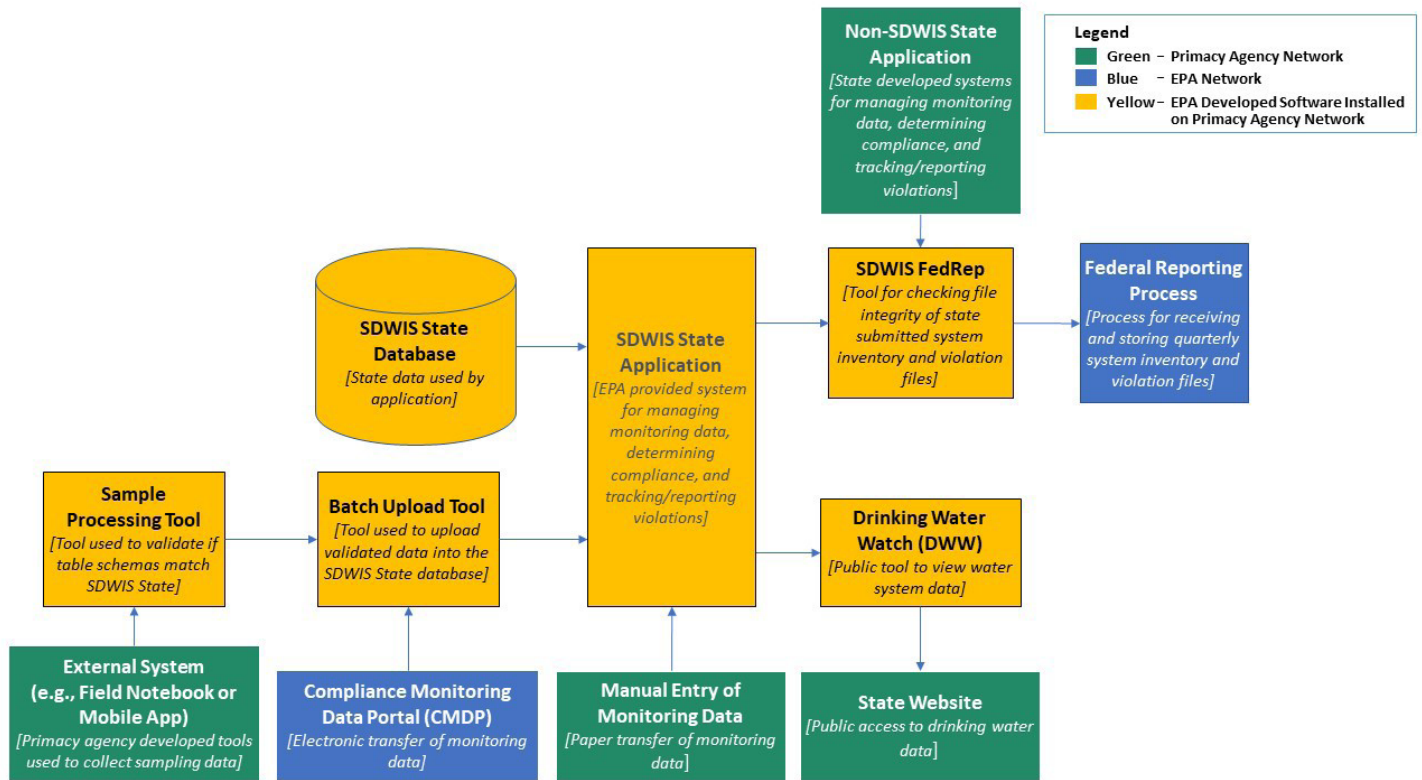 Non-SDWIS State
Application
[State developed systems
for managing monitoring
data, determining
compliance, and
tracking/reporting
violations]
Legend
Green – Primacy Agency Network
Blue – EPA Network
Yellow – EPA Developed Software Installed
on Primacy Agency Network
SDWIS State
Database
[State data used by
application]
SDWIS State
Application
[EPA provided system
for managing
monitoring data,
determining
compliance, and
tracking/reporting
violations]
SDWIS FedRep
[Tool for checking file
integrity of state
submitted system
inventory and violation
files]
Federal Reporting
Process
[Process for receiving
and storing quarterly
system inventory and
violation files]
Sample
Processing Tool
[Tool used to validate if
table schemas match
SDWIS State]
Batch Upload Tool
[Tool used to upload
validated data into the
SDWIS State database]
Drinking Water
Watch (DWW)
[Public tool to view water
system data]
External System
(e.g., Field Notebook or
Mobile App)
[Primacy agency developed tools
used to collect sampling data]
Compliance Monitoring
Data Portal (CMDP)
[Electronic transfer of monitoring
data]
Manual Entry of
Monitoring Data
[Paper transfer of monitoring
data]
State Website
[Public access to drinking water
data]